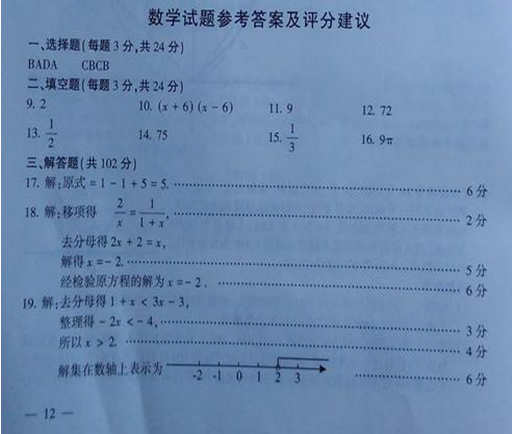 数学试题参考答案及评分建议
一、选择题(每题3分,共24分)
BADA CBCB
二、填空题(每题3分,共24分)
9. 2 10. (x + 6)(x - 6) 11. 9 12. 72
13. 1/2 14. 75 15. 1/3 16. 9π
三、解答题(共102分)
17. 解:原式 = 1 - 1 + 5 = 5. …… 6分
18. 解:移项得 2/x = 1/(1 + x), …… 2分
去分母得 2x + 2 = x,
解得 x = - 2. …… 5分
经检验原方程的解为 x = - 2. …… 6分
19. 解:去分母得 1 + x < 3x - 3,
整理得 - 2x < - 4, …… 3分
所以 x > 2. …… 4分
解集在数轴上表示为 -2 -1 0 1 2 3 …… 6分
— 12 —